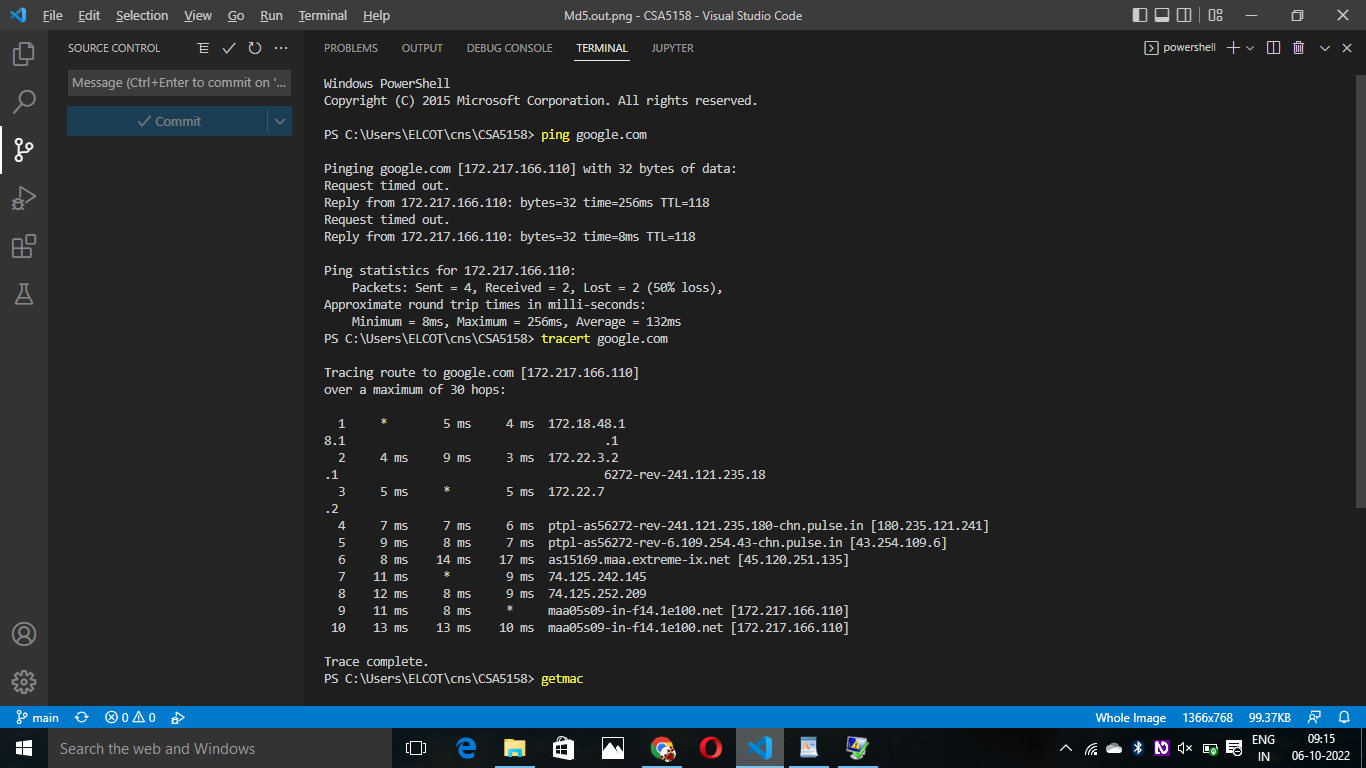 File Edit Selection View Go Run Terminal Help
Md5.out.png - CSA5158 - Visual Studio Code
SOURCE CONTROL
Message (Ctrl+Enter to commit on '...
Commit
PROBLEMS OUTPUT DEBUG CONSOLE TERMINAL JUPYTER
powershell
Windows PowerShell
Copyright (C) 2015 Microsoft Corporation. All rights reserved.
PS C:\Users\ELCOT\cns\CSA5158> ping google.com
Pinging google.com [172.217.166.110] with 32 bytes of data:
Request timed out.
Reply from 172.217.166.110: bytes=32 time=256ms TTL=118
Request timed out.
Reply from 172.217.166.110: bytes=32 time=8ms TTL=118
Ping statistics for 172.217.166.110:
Packets: Sent = 4, Received = 2, Lost = 2 (50% loss),
Approximate round trip times in milli-seconds:
Minimum = 8ms, Maximum = 256ms, Average = 132ms
PS C:\Users\ELCOT\cns\CSA5158> tracert google.com
Tracing route to google.com [172.217.166.110]
over a maximum of 30 hops:
1 * 5 ms 4 ms 172.18.48.1
8.1 .1
2 4 ms 9 ms 3 ms 172.22.3.2
.1 6272-rev-241.121.235.18
3 5 ms * 5 ms 172.22.7
.2
4 7 ms 7 ms 6 ms ptpl-as56272-rev-241.121.235.180-chn.pulse.in [180.235.121.241]
5 9 ms 8 ms 7 ms ptpl-as56272-rev-6.109.254.43-chn.pulse.in [43.254.109.6]
6 8 ms 14 ms 17 ms as15169.maa.extreme-ix.net [45.120.251.135]
7 11 ms * 9 ms 74.125.242.145
8 12 ms 8 ms 9 ms 74.125.252.209
9 11 ms 8 ms * maa05s09-in-f14.1e100.net [172.217.166.110]
10 13 ms 13 ms 10 ms maa05s09-in-f14.1e100.net [172.217.166.110]
Trace complete.
PS C:\Users\ELCOT\cns\CSA5158> getmac
main 0 0
Whole Image 1366x768 99.37KB
Search the web and Windows
ENG
IN
09:15
06-10-2022